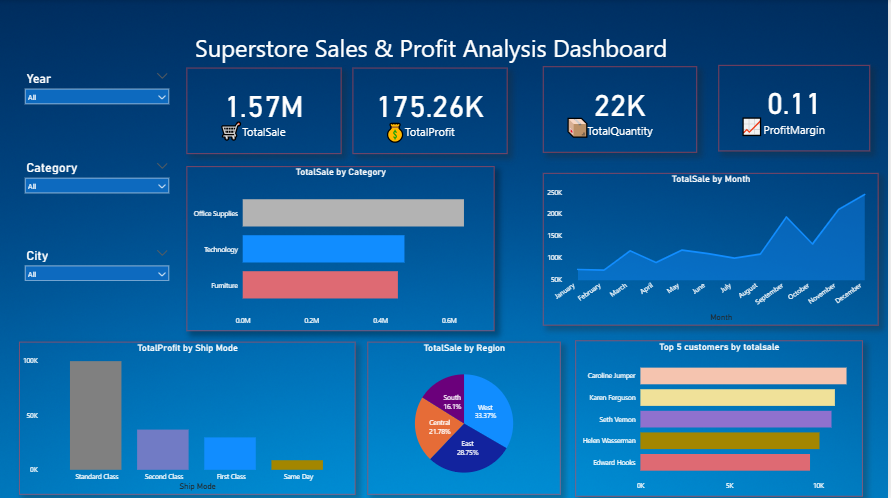 Superstore Sales & Profit Analysis Dashboard
Year
All
Category
All
City
All
1.57M
TotalSale
175.26K
TotalProfit
22K
TotalQuantity
0.11
ProfitMargin
TotalSale by Category
Office Supplies
Technology
Furniture
0.0M 0.2M 0.4M 0.6M
TotalSale by Month
250K
200K
150K
100K
50K
January February March April May June July August September October November December
Month
TotalProfit by Ship Mode
100K
50K
0K
Standard Class Second Class First Class Same Day
Ship Mode
TotalSale by Region
South
16.1%
West
33.37%
Central
21.78%
East
28.75%
Top 5 customers by totalsale
Caroline Jumper
Karen Ferguson
Seth Vernon
Helen Wasserman
Edward Hooks
0K 5K 10K